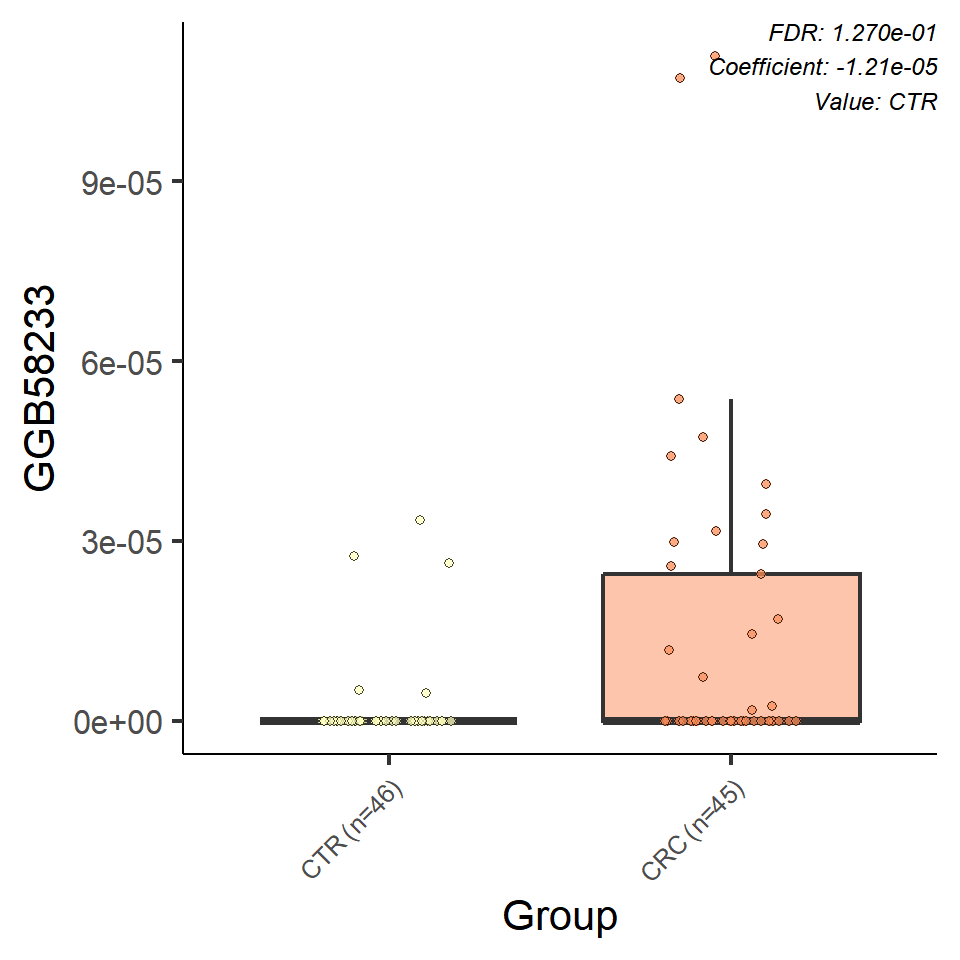 FDR: 1.270e-01
Coefficient: -1.21e-05
Value: CTR
9e-05
6e-05
3e-05
0e+00
GGB58233
CTR (n=46)
CRC (n=45)
Group